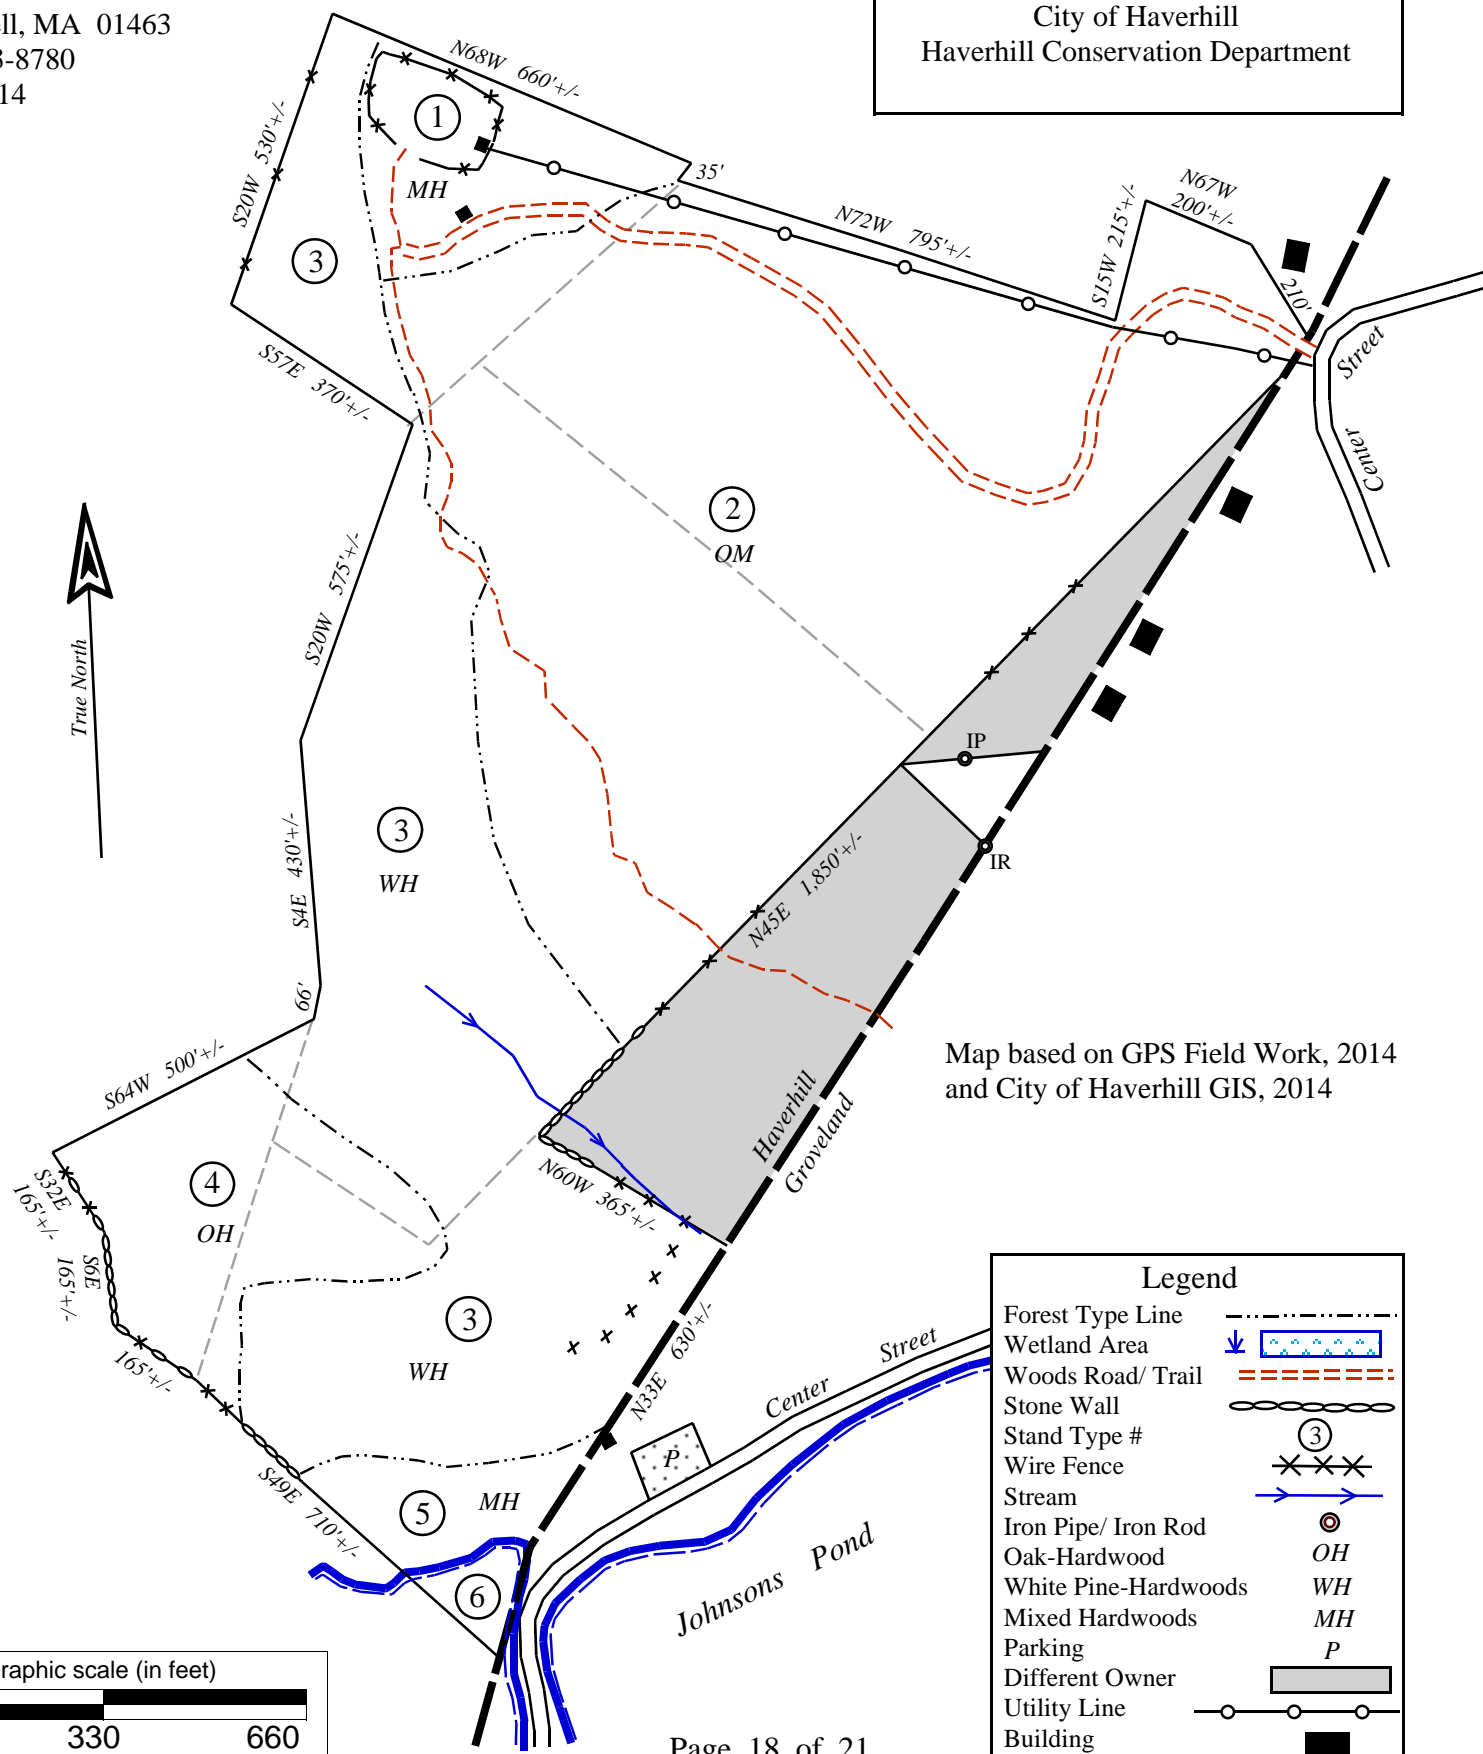 ell, MA  01463
-8780
14
City of Haverhill
Haverhill Conservation Department
N68W  660'+/-
1
MH
S20W  530'+/-
3
35'
N72W  795'+/-
S15W  215'+/-
N67W
200'+/-
210'
Street
Center
S57E  370'+/-
2
OM
S20W  575'+/-
True North
IP
IR
3
WH
S4E  430'+/-
N45E  1,850'+/-
66'
S64W  500'+/-
Map based on GPS Field Work, 2014
and City of Haverhill GIS, 2014
Haverhill
Groveland
4
OH
S32E
165'+/-
S6E
165'+/-
165'+/-
N60W  365'+/-
3
WH
N33E  630'+/-
Center  Street
P
S49E  710'+/-
5
MH
6
Johnsons  Pond
Legend
Forest Type Line
Wetland Area
Woods Road/ Trail
Stone Wall
Stand Type #  3
Wire Fence
Stream
Iron Pipe/ Iron Rod
Oak-Hardwood  OH
White Pine-Hardwoods  WH
Mixed Hardwoods  MH
Parking  P
Different Owner
Utility Line
Building
raphic scale (in feet)
330  660
Page  18  of  21